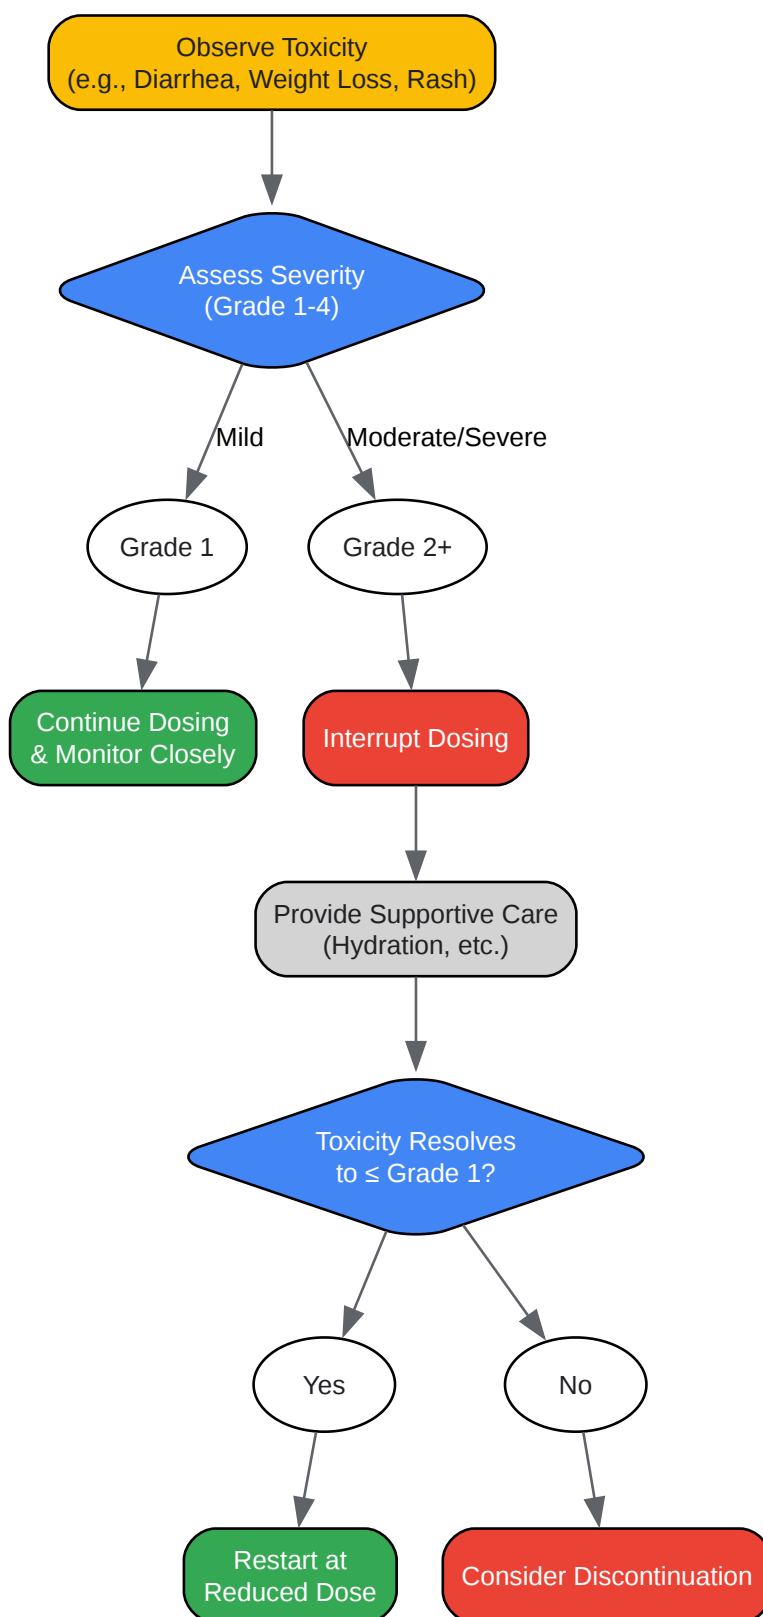 Observe Toxicity
(e.g., Diarrhea, Weight Loss, Rash)
Assess Severity
(Grade 1-4)
Mild
Moderate/Severe
Grade 1
Grade 2+
Continue Dosing
& Monitor Closely
Interrupt Dosing
Provide Supportive Care
(Hydration, etc.)
Toxicity Resolves
to ≤ Grade 1?
Yes
No
Restart at
Reduced Dose
Consider Discontinuation